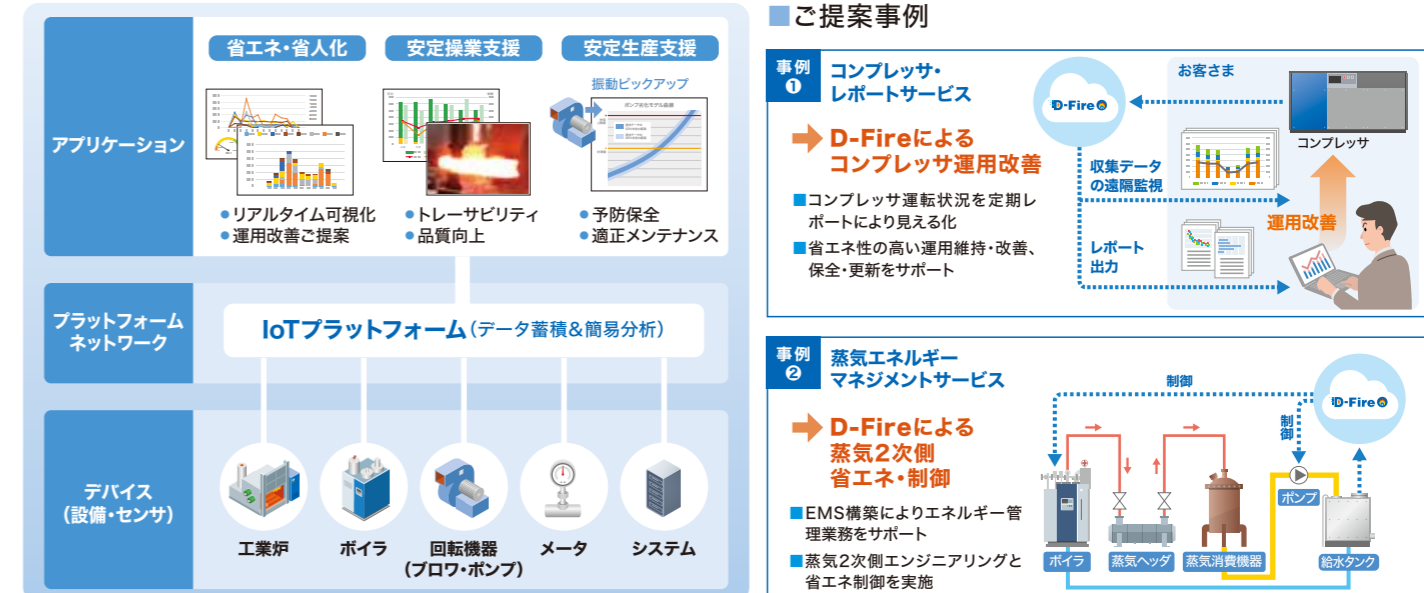 アプリケーション
省エネ・省人化
安定操業支援
安定生産支援
振動ピックアップ
ポンプ劣化モデル曲線
●リアルタイム可視化
●運用改善ご提案
●トレーサビリティ
●品質向上
●予防保全
●適正メンテナンス
プラットフォーム
ネットワーク
IoTプラットフォーム(データ蓄積&簡易分析)
デバイス
(設備・センサ)
工業炉
ボイラ
回転機器
(ブロワ・ポンプ)
メータ
システム
■ご提案事例
事例
❶
コンプレッサ・
レポートサービス
D-Fireによる
コンプレッサ運用改善
■コンプレッサ運転状況を定期レ
ポートにより見える化
■省エネ性の高い運用維持・改善、
保全・更新をサポート
D-Fire
お客さま
コンプレッサ
収集データ
の遠隔監視
運用改善
レポート
出力
事例
❷
蒸気エネルギー
マネジメントサービス
D-Fireによる
蒸気2次側
省エネ・制御
■EMS構築によりエネルギー管
理業務をサポート
■蒸気2次側エンジニアリングと
省エネ制御を実施
制御
D-Fire
制御
ポンプ
ボイラ
蒸気ヘッダ
蒸気消費機器
給水タンク